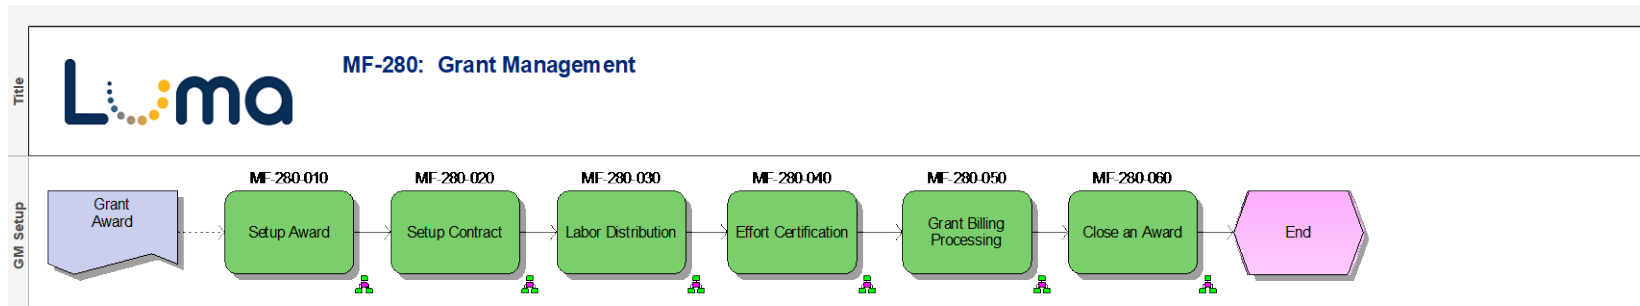 Title
Luma
MF-280: Grant Management
GM Setup
Grant
Award
MF-280-010
Setup Award
MF-280-020
Setup Contract
MF-280-030
Labor Distribution
MF-280-040
Effort Certification
MF-280-050
Grant Billing
Processing
MF-280-060
Close an Award
End